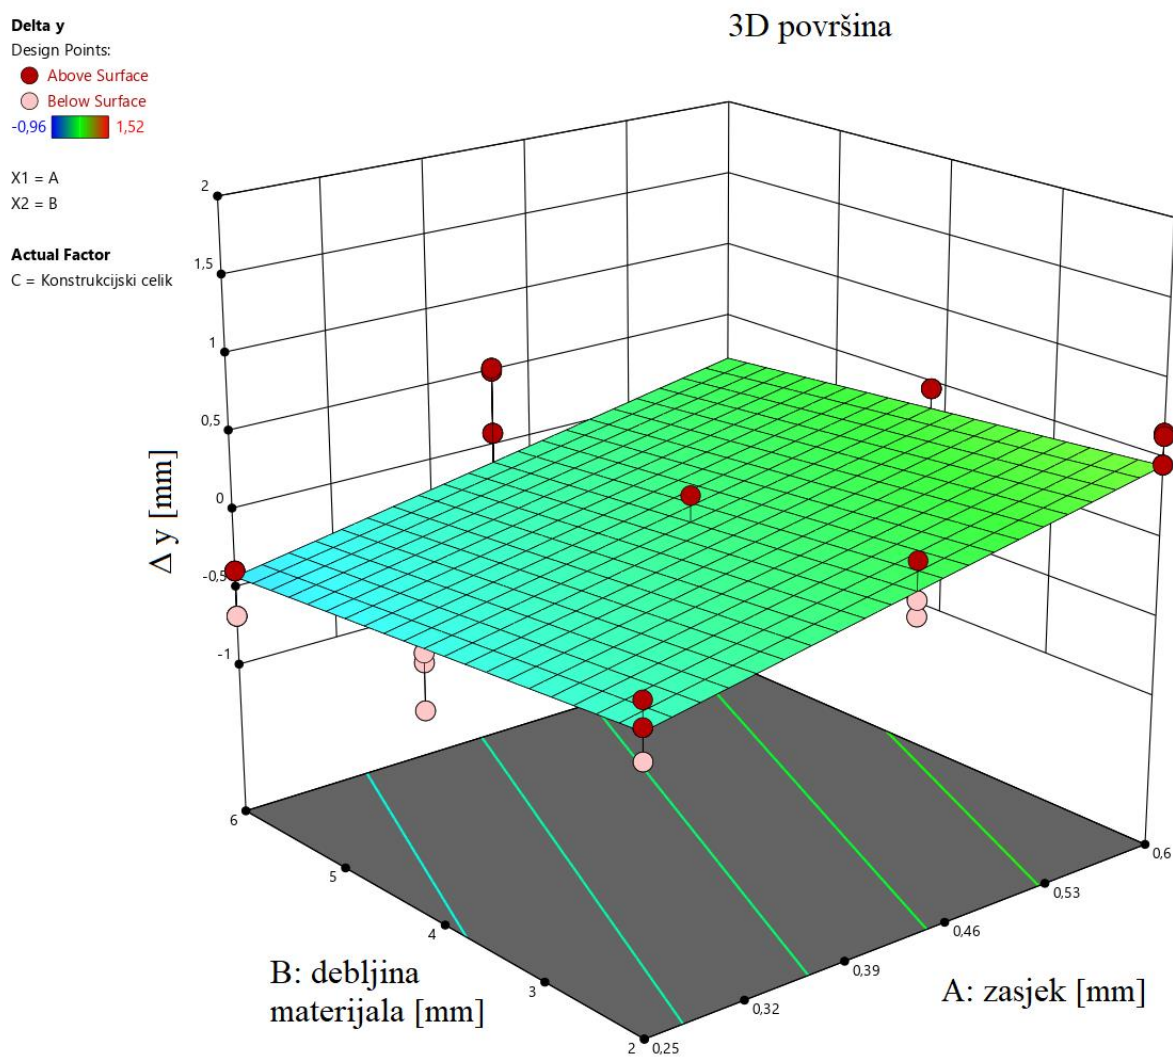 Delta y
Design Points:
Above Surface
Below Surface
-0,96 1,52
X1 = A
X2 = B
Actual Factor
C = Konstrukcijski celik
3D površina
2
1,5
1
0,5
0
-0,5
-1
Δ y [mm]
6
5
4
3
2
B: debljina
materijala [mm]
0,25
0,32
0,39
0,46
0,53
0,6
A: zasjek [mm]